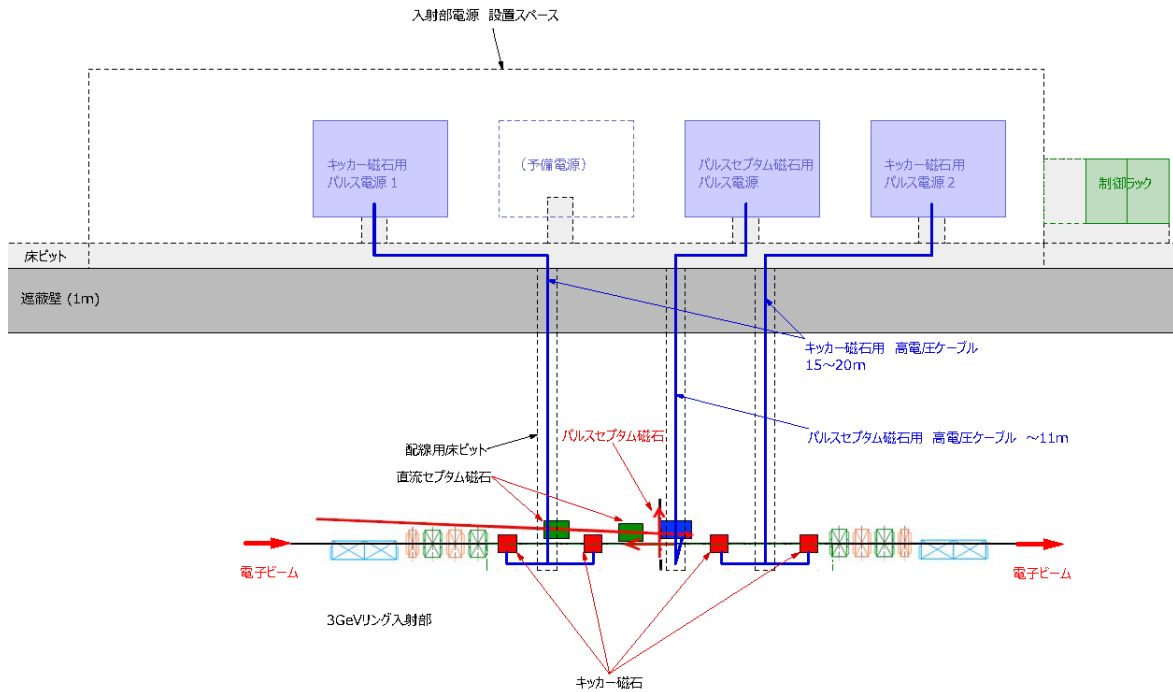 入射部電源 設置スペース
キッカー磁石用
パルス電源 1
(予備電源)
パルスセプタム磁石用
パルス電源
キッカー磁石用
パルス電源 2
制御ラック
床ピット
遮蔽壁 (1m)
キッカー磁石用 高電圧ケーブル
15～20m
配線用床ピット
パルスセプタム磁石
パルスセプタム磁石用 高電圧ケーブル ～11m
直流セプタム磁石
電子ビーム
電子ビーム
3GeVリング入射部
キッカー磁石